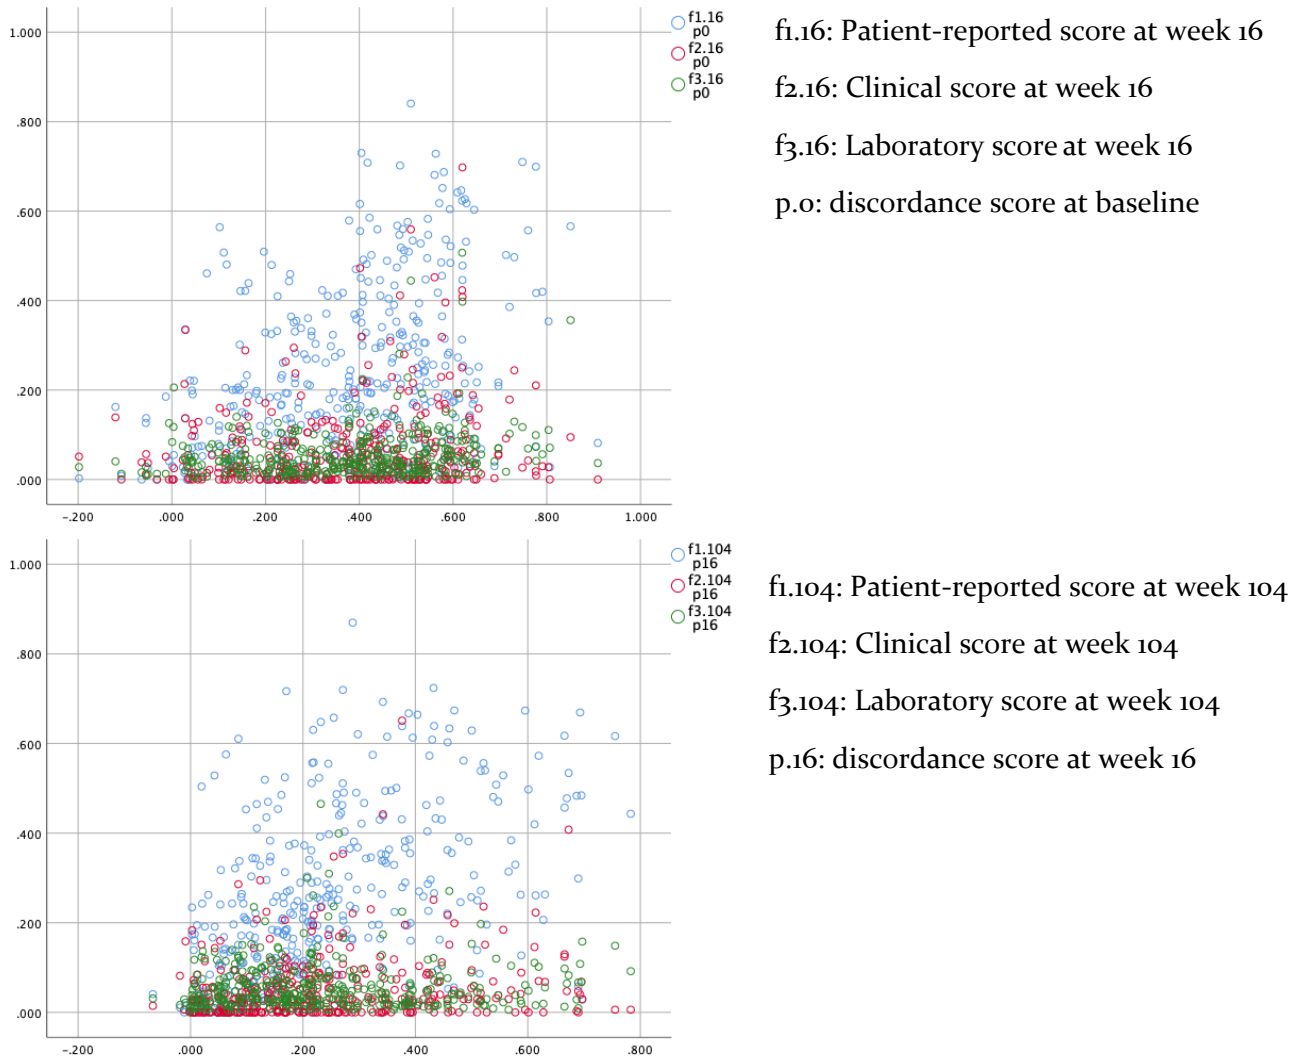 1.000
.800
.600
.400
.200
.000
-.200
.000
.200
.400
.600
.800
1.000
f1.16
p0
f2.16
p0
f3.16
p0
f1.16: Patient-reported score at week 16
f2.16: Clinical score at week 16
f3.16: Laboratory score at week 16
p.0: discordance score at baseline
1.000
.800
.600
.400
.200
.000
-.200
.000
.200
.400
.600
.800
f1.104
p16
f2.104
p16
f3.104
p16
f1.104: Patient-reported score at week 104
f2.104: Clinical score at week 104
f3.104: Laboratory score at week 104
p.16: discordance score at week 16